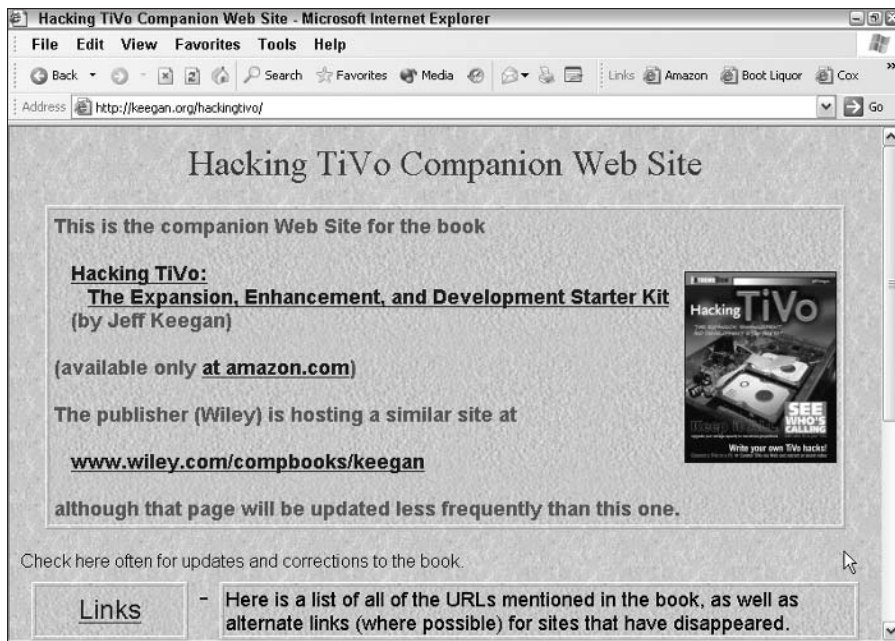 Hacking TiVo Companion Web Site - Microsoft Internet Explorer
File Edit View Favorites Tools Help
Back Search Favorites Media Links Amazon Boot Liquor Cox »
Address http://keegan.org/hackingtivo/ Go
Hacking TiVo Companion Web Site
This is the companion Web Site for the book
Hacking TiVo:
The Expansion, Enhancement, and Development Starter Kit
(by Jeff Keegan)
(available only at amazon.com)
The publisher (Wiley) is hosting a similar site at
www.wiley.com/compbooks/keegan
although that page will be updated less frequently than this one.
Hacking TiVo
SEE
WHO'S
CALLING
Write your own TiVo hacks!
Check here often for updates and corrections to the book.
Links - Here is a list of all of the URLs mentioned in the book, as well as
alternate links (where possible) for sites that have disappeared.